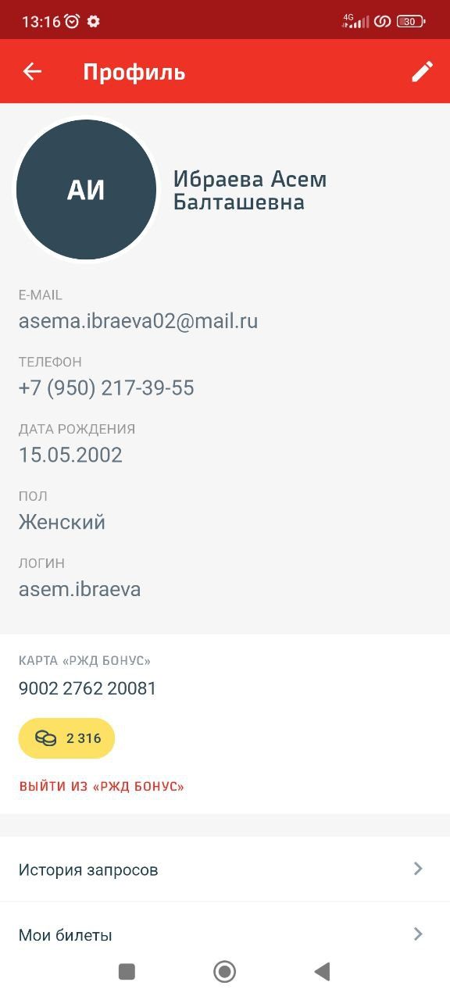 13:16
4G
30
Профиль
АИ
Ибраева Асем
Балташевна
E-MAIL
asema.ibraeva02@mail.ru
ТЕЛЕФОН
+7 (950) 217-39-55
ДАТА РОЖДЕНИЯ
15.05.2002
ПОЛ
Женский
ЛОГИН
asem.ibraeva
КАРТА «РЖД БОНУС»
9002 2762 20081
2 316
ВЫЙТИ ИЗ «РЖД БОНУС»
История запросов
Мои билеты